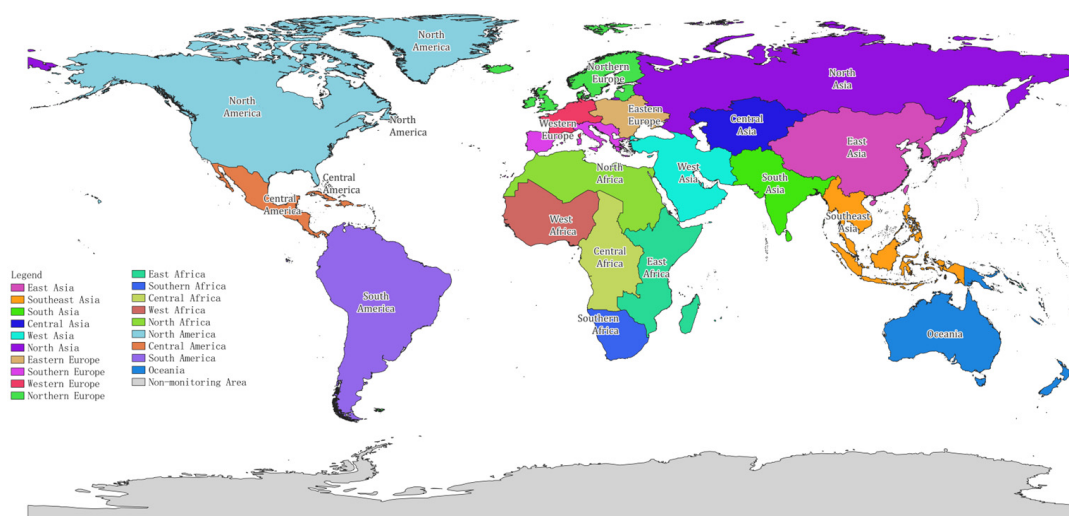 North
America
North
America
North
America
Central
America
Central
America
South
America
Northern
Europe
Western
Europe
Eastern
Europe
North
Asia
Central
Asia
East
Asia
West
Asia
South
Asia
Southeast
Asia
North
Africa
West
Africa
Central
Africa
East
Africa
Southern
Africa
Oceania
Legend
East Asia
Southeast Asia
South Asia
Central Asia
West Asia
North Asia
Eastern Europe
Southern Europe
Western Europe
Northern Europe
East Africa
Southern Africa
Central Africa
West Africa
North Africa
North America
Central America
South America
Oceania
Non-monitoring Area